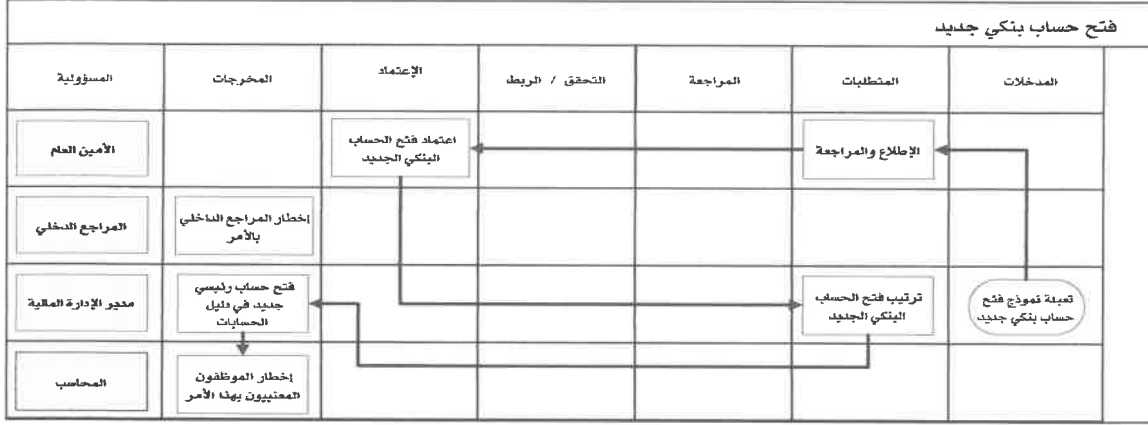 فتح حساب بنكي جديد
المدخلات
المتطلبات
المراجعة
التحقق / الربط
الإعتماد
المخرجات
المسؤولية
الإطلاع والمراجعة
اعتماد فتح الحساب
البنكي الجديد
الأمين العام
إخطار المراجع الداخلي
بالأمر
المراجع الدخلي
تعبئة نموذج فتح
حساب بنكي جديد
ترتيب فتح الحساب
البنكي الجديد
فتح حساب رئيسي
جديد في دليل
الحسابات
مدير الإدارة المالية
إخطار الموظفون
المعنييون بهذا الأمر
المحاسب